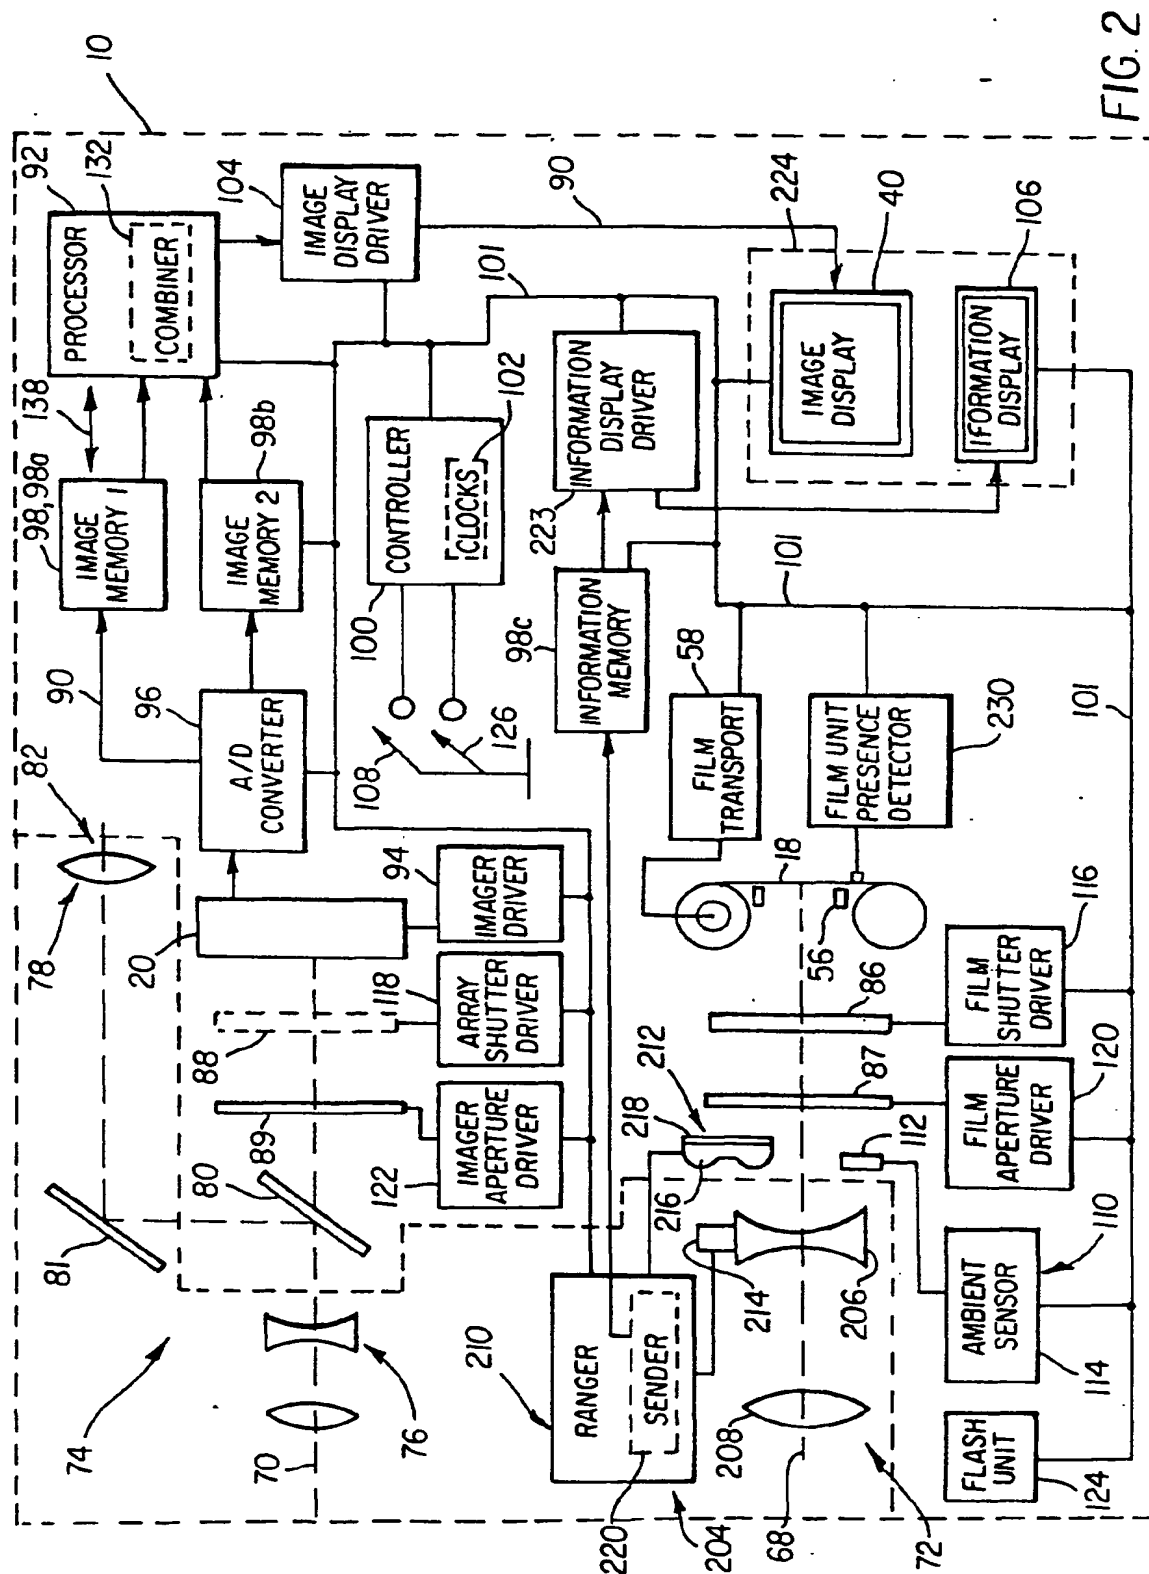 10
92
PROCESSOR
132
COMBINER
104
IMAGE
DISPLAY
DRIVER
90
224
40
IMAGE
DISPLAY
106
IFORMATION
DISPLAY
138
98,98a
IMAGE
MEMORY 1
98b
IMAGE
MEMORY 2
101
CONTROLLER
102
CLOCKS
100
INFORMATION
DISPLAY
DRIVER
223
90
96
A/D
CONVERTER
108
126
98c
INFORMATION
MEMORY
101
58
FILM
TRANSPORT
FILM UNIT
PRESENCE
DETECTOR
230
101
82
78
20
94
IMAGER
DRIVER
18
56
118
ARRAY
SHUTTER
DRIVER
88
86
116
FILM
SHUTTER
DRIVER
89
80
81
IMAGER
APERTURE
DRIVER
122
212
218
216
87
112
120
FILM
APERTURE
DRIVER
74
76
70
210
RANGER
SENDER
220
204
214
206
208
68
72
110
AMBIENT
SENSOR
114
FLASH
UNIT
124
FIG. 2